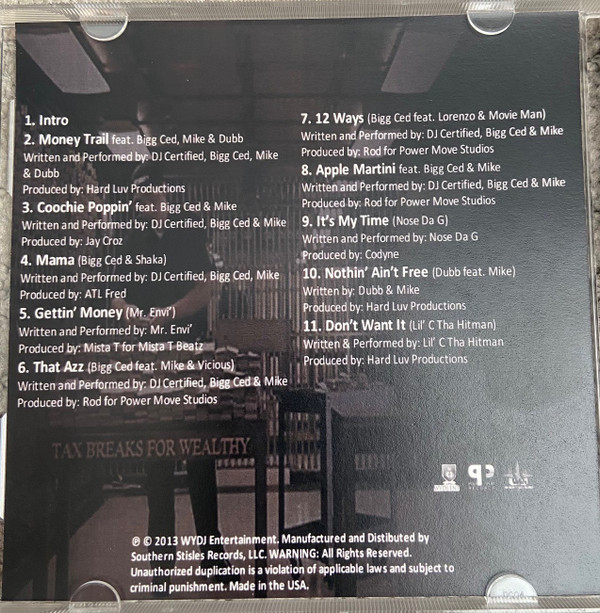 1. Intro
2. Money Trail feat. Bigg Ced, Mike & Dubb
Written and Performed by: DJ Certified, Bigg Ced, Mike
& Dubb
Produced by: Hard Luv Productions
3. Coochie Poppin' feat. Bigg Ced & Mike
Written and Performed by: DJ Certified, Bigg Ced & Mike
Produced by: Jay Croz
4. Mama (Bigg Ced & Shaka)
Written and Performed by: DJ Certified, Bigg Ced, Mike
Produced by: ATL Fred
5. Gettin' Money (Mr. Envi')
Written and Performed by: Mr. Envi'
Produced by: Mista T for Mista T Beatz
6. That Azz (Bigg Ced feat. Mike & Vicious)
Written and Performed by: DJ Certified, Bigg Ced & Mike
Produced by: Rod for Power Move Studios
7. 12 Ways (Bigg Ced feat. Lorenzo & Movie Man)
Written and Performed by: DJ Certified, Bigg Ced & Mike
Produced by: Rod for Power Move Studios
8. Apple Martini feat. Bigg Ced & Mike
Written and Performed by: DJ Certified, Bigg Ced & Mike
Produced by: Rod for Power Move Studios
9. It's My Time (Nose Da G)
Written and Performed by: Nose Da G
Produced by: Codyne
10. Nothin' Ain't Free (Dubb feat. Mike)
Written by: Dubb & Mike
Produced by: Hard Luv Productions
11. Don't Want It (Lil' C Tha Hitman)
Written & Performed by: Lil' C Tha Hitman
Produced by: Hard Luv Productions
TAX BREAKS FOR WEALTHY
℗ © 2013 WYDJ Entertainment. Manufactured and Distibuted by
Southern Stisles Records, LLC. WARNING: All Rights Reserved.
Unauthorized duplication is a violation of applicable laws and subject to
criminal punishment. Made in the USA.